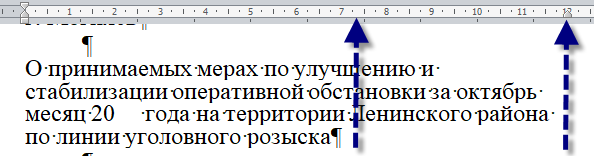 1 1 2 3 4 5 6 7 8 9 10 11 12
¶
О·принимаемых·мерах·по·улучшению·и·
стабилизации·оперативной·обстановки·за·октябрь·
месяц·20 года·на·территории·Ленинского·района·
по·линии·уголовного·розыска¶